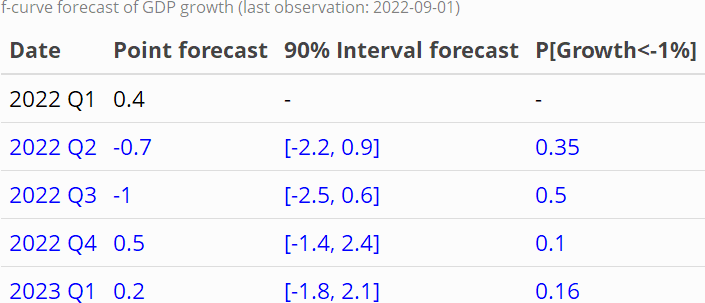 f-curve forecast of GDP growth (last observation: 2022-09-01)
Date Point forecast 90% Interval forecast P[Growth<-1%]
2022 Q1 0.4 - -
2022 Q2 -0.7 [-2.2, 0.9] 0.35
2022 Q3 -1 [-2.5, 0.6] 0.5
2022 Q4 0.5 [-1.4, 2.4] 0.1
2023 Q1 0.2 [-1.8, 2.1] 0.16